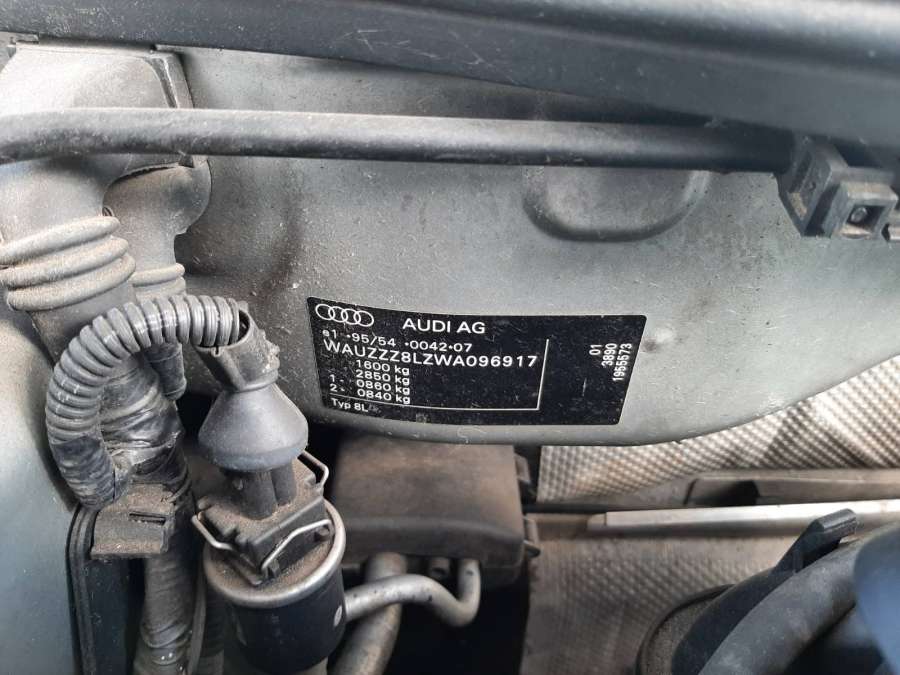 AUDI AG
e1 *95/54 *0042*07
WAUZZZ8LZWA096917
1600 kg
2850 kg
1- 0860 kg
2- 0840 kg
Typ 8L
01
3890
1955573